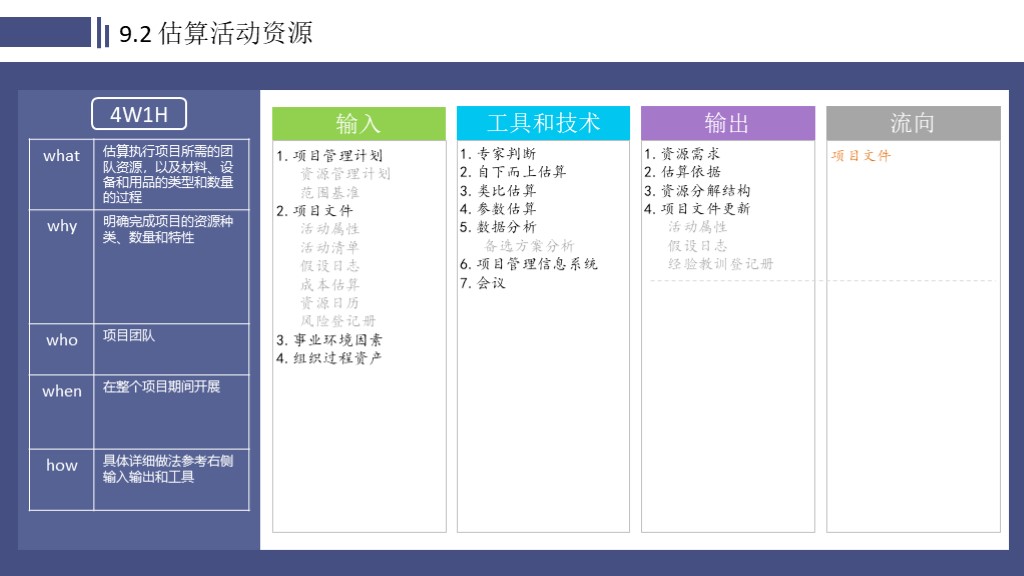 9.2 估算活动资源
4W1H
what
估算执行项目所需的团
队资源，以及材料、设
备和用品的类型和数量
的过程
why
明确完成项目的资源种
类、数量和特性
who
项目团队
when
在整个项目期间开展
how
具体详细做法参考右侧
输入输出和工具
输入
1. 项目管理计划
资源管理计划
范围基准
2. 项目文件
活动属性
活动清单
假设日志
成本估算
资源日历
风险登记册
3. 事业环境因素
4. 组织过程资产
工具和技术
1. 专家判断
2. 自下而上估算
3. 类比估算
4. 参数估算
5. 数据分析
备选方案分析
6. 项目管理信息系统
7. 会议
输出
1. 资源需求
2. 估算依据
3. 资源分解结构
4. 项目文件更新
活动属性
假设日志
经验教训登记册
流向
项目文件